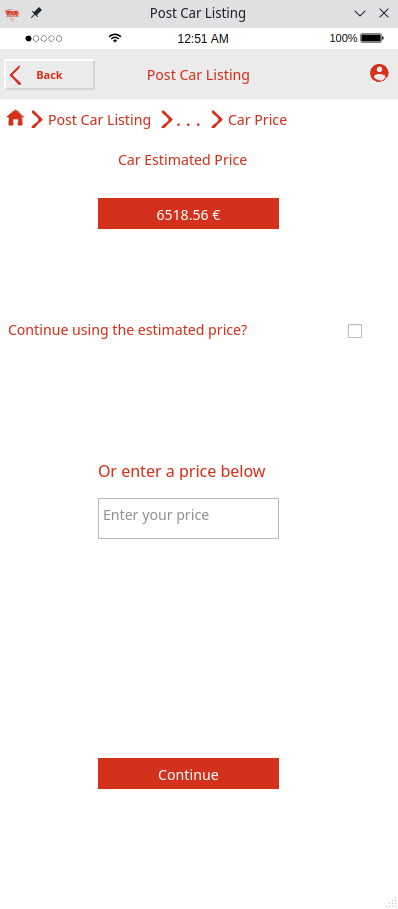 Post Car Listing
12:51 AM
100%
Back
Post Car Listing
Post Car Listing
. . .
Car Price
Car Estimated Price
6518.56 €
Continue using the estimated price?
Or enter a price below
Enter your price
Continue